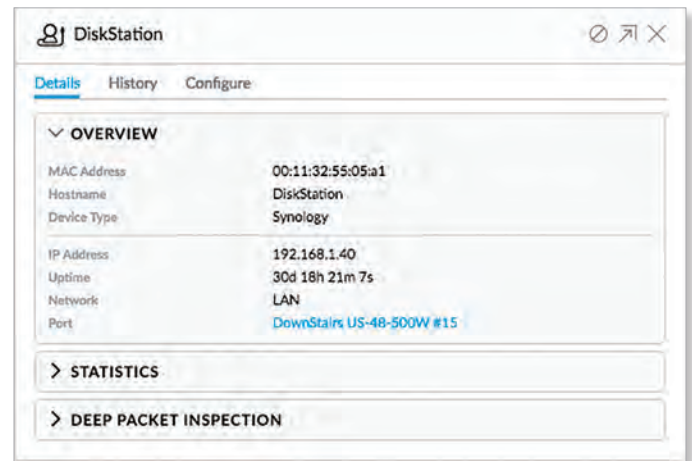 DiskStation
Details History Configure
OVERVIEW
MAC Address 00:11:32:55:05:a1
Hostname DiskStation
Device Type Synology
IP Address 192.168.1.40
Uptime 30d 18h 21m 7s
Network LAN
Port DownStairs US-48-500W #15
STATISTICS
DEEP PACKET INSPECTION